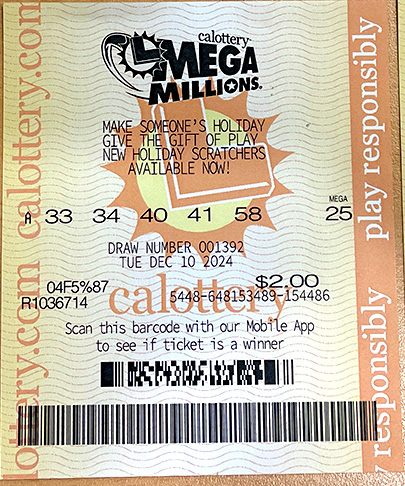 calottery
MEGA
MILLIONS®
MAKE SOMEONE'S HOLIDAY
GIVE THE GIFT OF PLAY
NEW HOLIDAY SCRATCHERS
AVAILABLE NOW!
MEGA
A 33 34 40 41 58 25
DRAW NUMBER 001392
TUE DEC 10 2024
04F5%87 $2.00
R1036714 5448-648153489-154486
calottery
Scan this barcode with our Mobile App
to see if ticket is a winner
lottery.com calottery.com
play responsibly
y responsibly